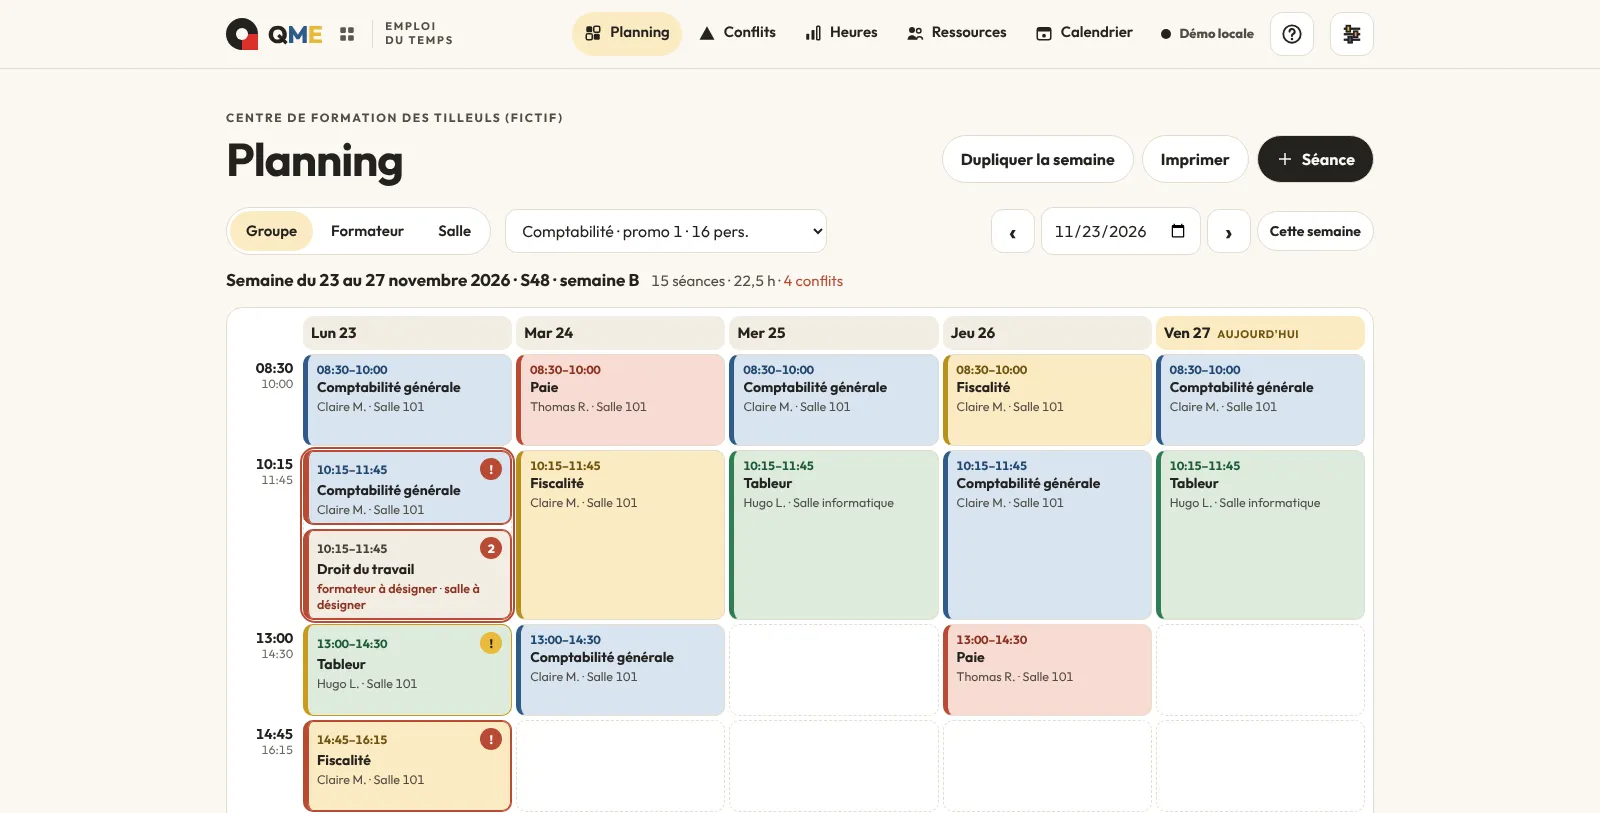 QME
EMPLOI
DU TEMPS
Planning
Conflits
Heures
Ressources
Calendrier
Démo locale
CENTRE DE FORMATION DES TILLEULS (FICTIF)
Planning
Dupliquer la semaine
Imprimer
+ Séance
Groupe
Formateur
Salle
Comptabilité · promo 1 · 16 pers.
‹
11/23/2026
›
Cette semaine
Semaine du 23 au 27 novembre 2026 · S48 · semaine B 15 séances · 22,5 h · 4 conflits
Lun 23
Mar 24
Mer 25
Jeu 26
Ven 27 AUJOURD'HUI
08:30
10:00
08:30–10:00
Comptabilité générale
Claire M. · Salle 101
08:30–10:00
Paie
Thomas R. · Salle 101
08:30–10:00
Comptabilité générale
Claire M. · Salle 101
08:30–10:00
Fiscalité
Claire M. · Salle 101
08:30–10:00
Comptabilité générale
Claire M. · Salle 101
10:15
11:45
10:15–11:45
!
Comptabilité générale
Claire M. · Salle 101
10:15–11:45
2
Droit du travail
formateur à désigner · salle à
désigner
10:15–11:45
Fiscalité
Claire M. · Salle 101
10:15–11:45
Tableur
Hugo L. · Salle informatique
10:15–11:45
Comptabilité générale
Claire M. · Salle 101
10:15–11:45
Tableur
Hugo L. · Salle informatique
13:00
14:30
13:00–14:30
!
Tableur
Hugo L. · Salle 101
13:00–14:30
Comptabilité générale
Claire M. · Salle 101
13:00–14:30
Paie
Thomas R. · Salle 101
14:45
16:15
14:45–16:15
!
Fiscalité
Claire M. · Salle 101